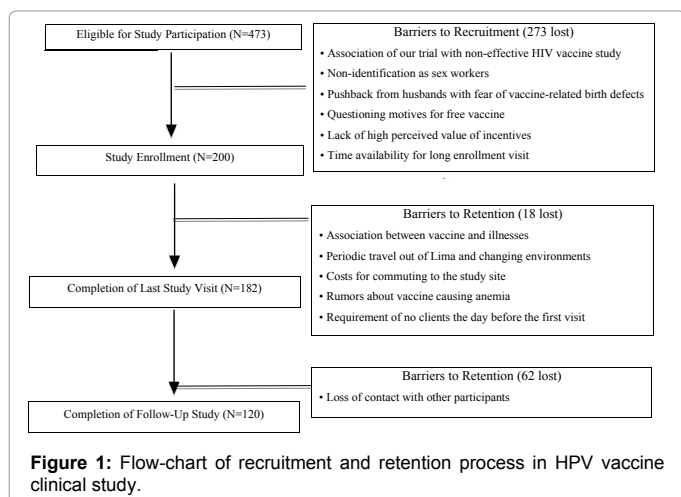 Eligible for Study Participation (N=473)
Barriers to Recruitment (273 lost)
• Association of our trial with non-effective HIV vaccine study
• Non-identification as sex workers
• Pushback from husbands with fear of vaccine-related birth defects
• Questioning motives for free vaccine
• Lack of high perceived value of incentives
• Time availability for long enrollment visit
Study Enrollment (N=200)
Barriers to Retention (18 lost)
• Association between vaccine and illnesses
• Periodic travel out of Lima and changing environments
• Costs for commuting to the study site
• Rumors about vaccine causing anemia
• Requirement of no clients the day before the first visit
Completion of Last Study Visit (N=182)
Barriers to Retention (62 lost)
• Loss of contact with other participants
Completion of Follow-Up Study (N=120)
Figure 1: Flow-chart of recruitment and retention process in HPV vaccine
clinical study.